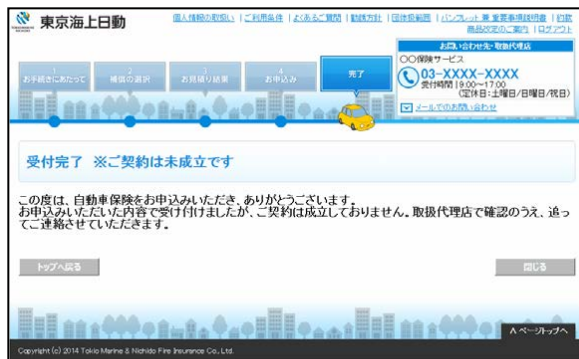 東京海上日動
個人情報の取扱い | ご利用条件 | よくあるご質問 | 勧誘方針 | 団体扱範囲 | パンフレット兼 重要事項説明書 | 約款
商品改定のご案内 | ログアウト
お問い合わせ先・取扱代理店
〇〇保険サービス
03-XXXX-XXXX
受付時間 | 9:00~17:00
(定休日:土曜日/日曜日/祝日)
メールでのお問い合わせ
1
お手続きにあたって
2
補償の選択
3
お見積り結果
4
お申込み
完了
受付完了 ※ご契約は未成立です
この度は、自動車保険をお申込みいただき、ありがとうございます。
お申込みいただいた内容で受け付けましたが、ご契約は成立しておりません。取扱代理店で確認のうえ、追っ
てご連絡させていただきます。
トップへ戻る
閉じる
∧ ページトップへ
Copyright (c) 2014 Tokio Marine & Nichido Fire Insurance Co., Ltd.